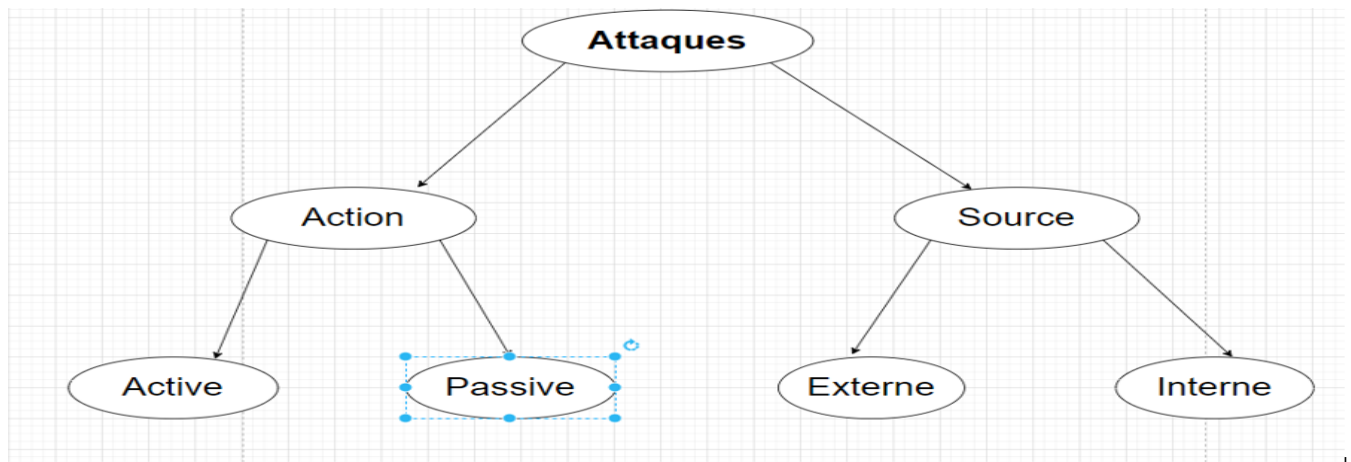 Attaques
Action
Source
Active
Passive
Externe
Interne